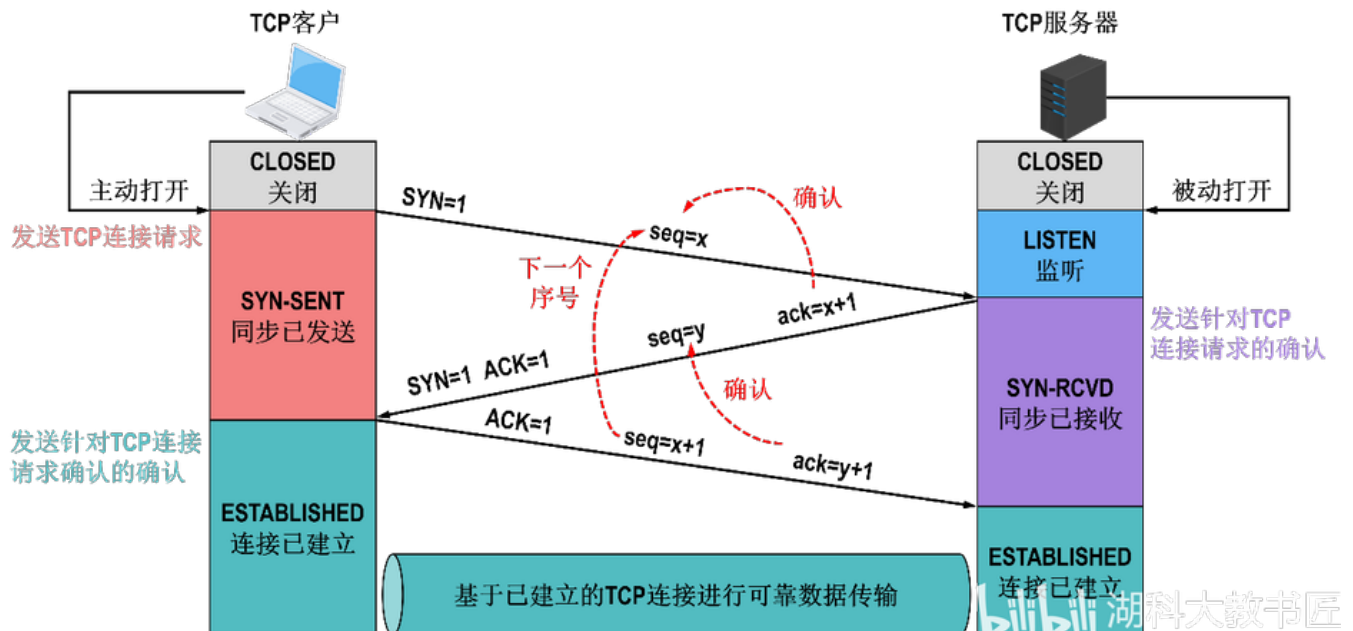 TCP客户
TCP服务器
CLOSED
关闭
CLOSED
关闭
主动打开
被动打开
SYN=1
确认
发送TCP连接请求
seq=x
LISTEN
监听
下一个
序号
SYN-SENT
同步已发送
ack=x+1
发送针对TCP
连接请求的确认
seq=y
SYN=1 ACK=1
确认
SYN-RCVD
同步已接收
ACK=1
发送针对TCP连接
请求确认的确认
seq=x+1
ack=y+1
ESTABLISHED
连接已建立
ESTABLISHED
连接已建立
基于已建立的TCP连接进行可靠数据传输
bilibili 湖科大教书匠